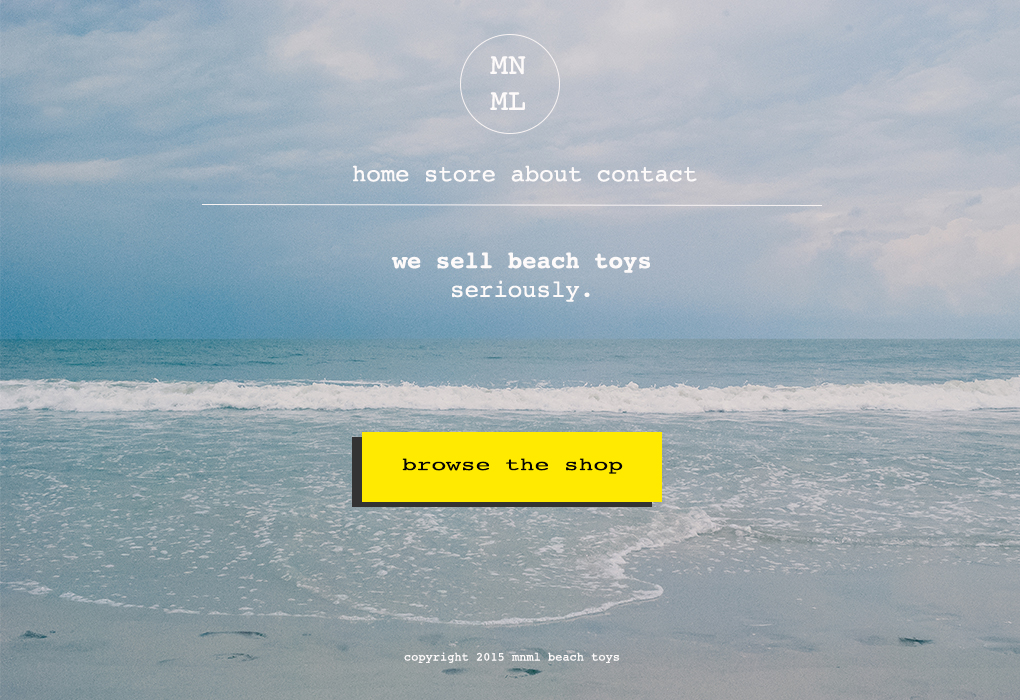 MN
ML
home store about contact
we sell beach toys
seriously.
browse the shop
copyright 2015 mnml beach toys